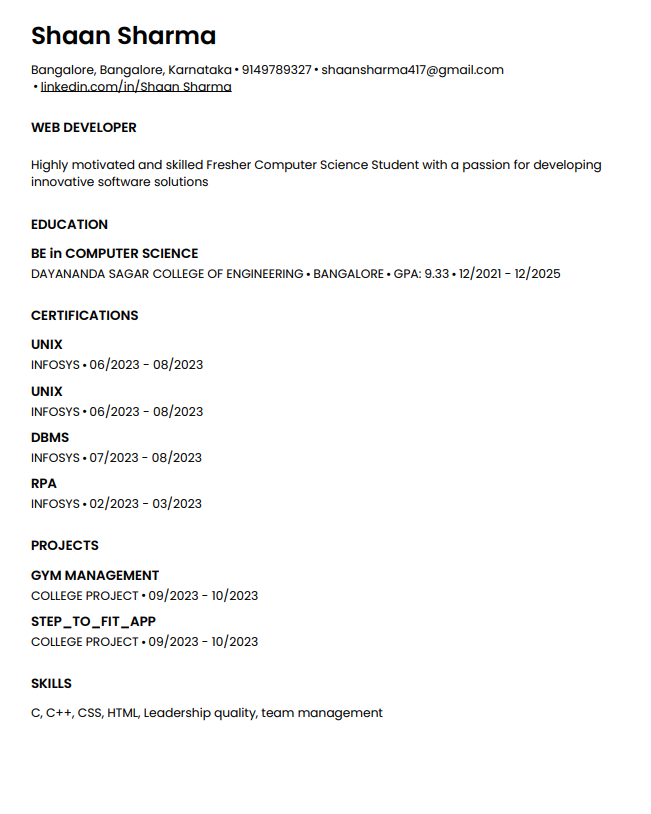 Shaan Sharma
Bangalore, Bangalore, Karnataka • 9149789327 • shaansharma417@gmail.com
• linkedin.com/in/Shaan Sharma
WEB DEVELOPER
Highly motivated and skilled Fresher Computer Science Student with a passion for developing
innovative software solutions
EDUCATION
BE in COMPUTER SCIENCE
DAYANANDA SAGAR COLLEGE OF ENGINEERING • BANGALORE • GPA: 9.33 • 12/2021 - 12/2025
CERTIFICATIONS
UNIX
INFOSYS • 06/2023 - 08/2023
UNIX
INFOSYS • 06/2023 - 08/2023
DBMS
INFOSYS • 07/2023 - 08/2023
RPA
INFOSYS • 02/2023 - 03/2023
PROJECTS
GYM MANAGEMENT
COLLEGE PROJECT • 09/2023 - 10/2023
STEP_TO_FIT_APP
COLLEGE PROJECT • 09/2023 - 10/2023
SKILLS
C, C++, CSS, HTML, Leadership quality, team management